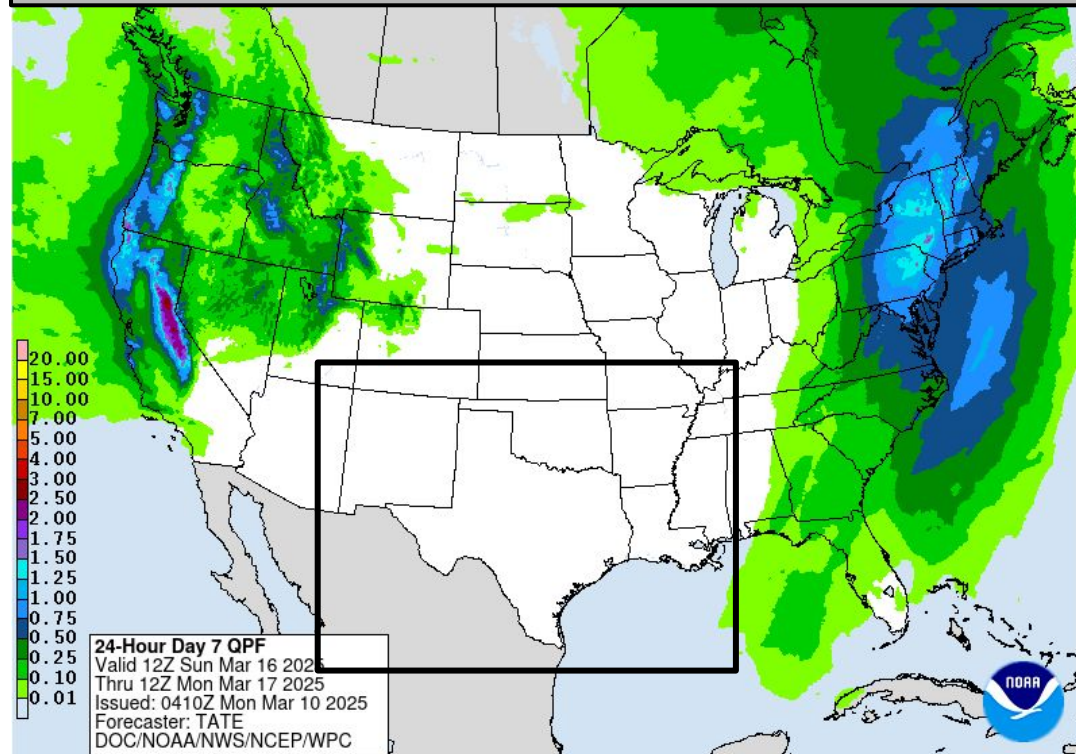 20.00
15.00
10.00
7.00
5.00
4.00
3.00
2.50
2.00
1.75
1.50
1.25
1.00
0.75
0.50
0.25
0.10
0.01
24-Hour Day 7 QPF
Valid 12Z Sun Mar 16 2025
Thru 12Z Mon Mar 17 2025
Issued: 0410Z Mon Mar 10 2025
Forecaster: TATE
DOC/NOAA/NWS/NCEP/WPC
NOAA